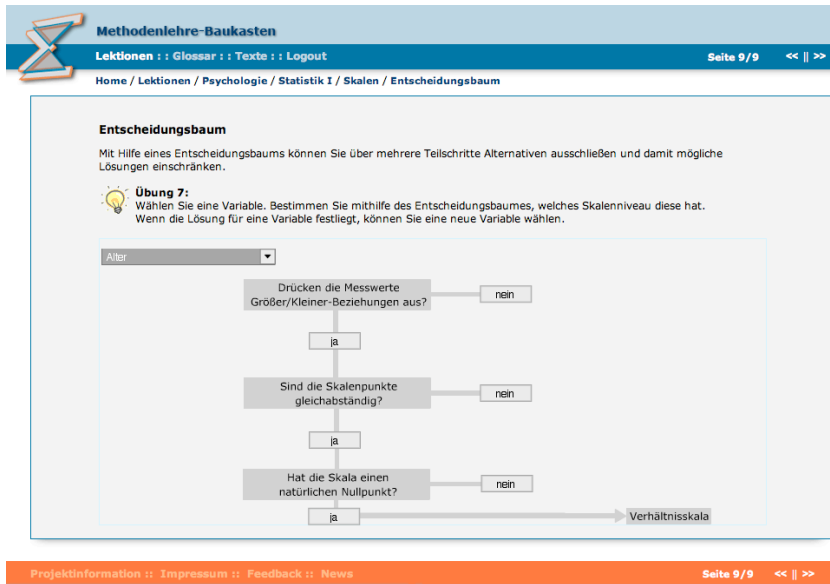 Methodenlehre-Baukasten
Lektionen : : Glossar : : Texte : : Logout
Seite 9/9 << || >>
Home / Lektionen / Psychologie / Statistik I / Skalen / Entscheidungsbaum
Entscheidungsbaum
Mit Hilfe eines Entscheidungsbaums können Sie über mehrere Teilschritte Alternativen ausschließen und damit mögliche
Lösungen einschränken.
Übung 7:
Wählen Sie eine Variable. Bestimmen Sie mithilfe des Entscheidungsbaumes, welches Skalenniveau diese hat.
Wenn die Lösung für eine Variable festliegt, können Sie eine neue Variable wählen.
Alter
Drücken die Messwerte
Größer/Kleiner-Beziehungen aus?
nein
ja
Sind die Skalenpunkte
gleichabständig?
nein
ja
Hat die Skala einen
natürlichen Nullpunkt?
nein
ja
Verhältnisskala
Projektinformation :: Impressum :: Feedback :: News
Seite 9/9 << || >>